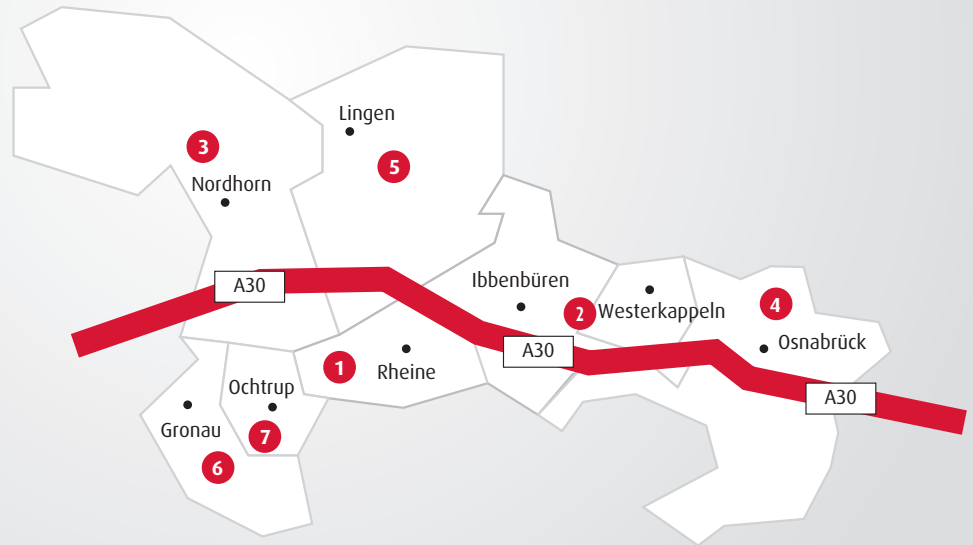 Lingen
3
5
Nordhorn
A30
Ibbenbüren
2
Westerkappeln
4
Osnabrück
A30
1
Rheine
Ochtrup
A30
Gronau
7
6